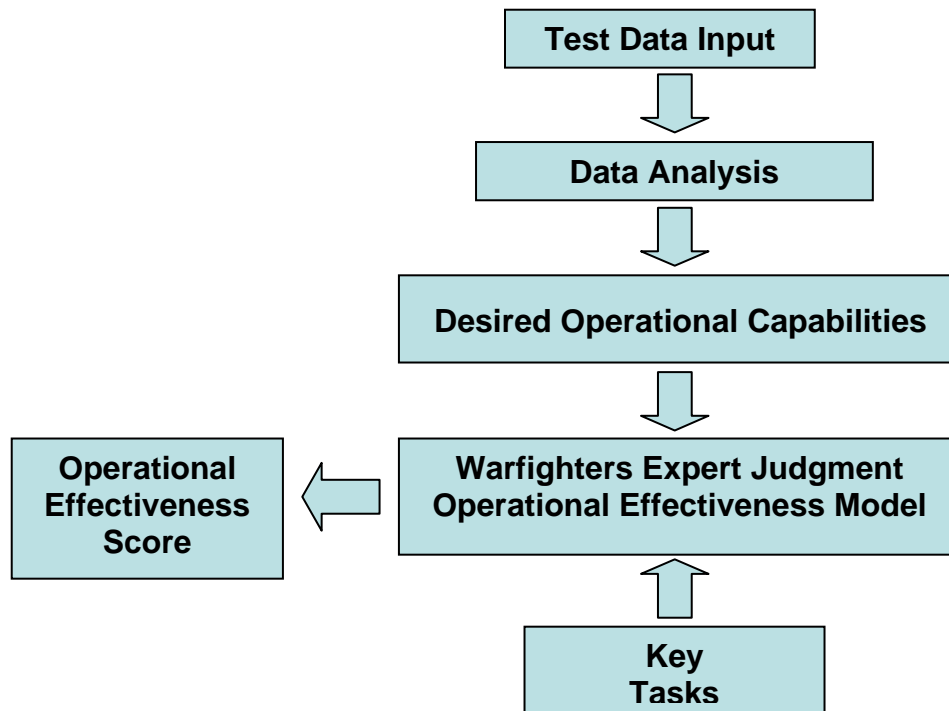 Test Data Input
Data Analysis
Desired Operational Capabilities
Operational
Effectiveness
Score
Warfighters Expert Judgment
Operational Effectiveness Model
Key
Tasks